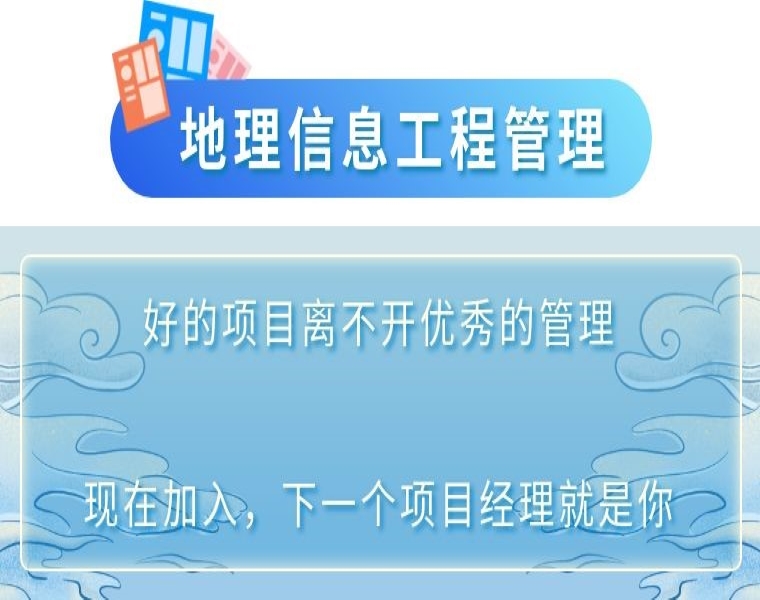 地理信息工程管理
好的项目离不开优秀的管理
现在加入，下一个项目经理就是你